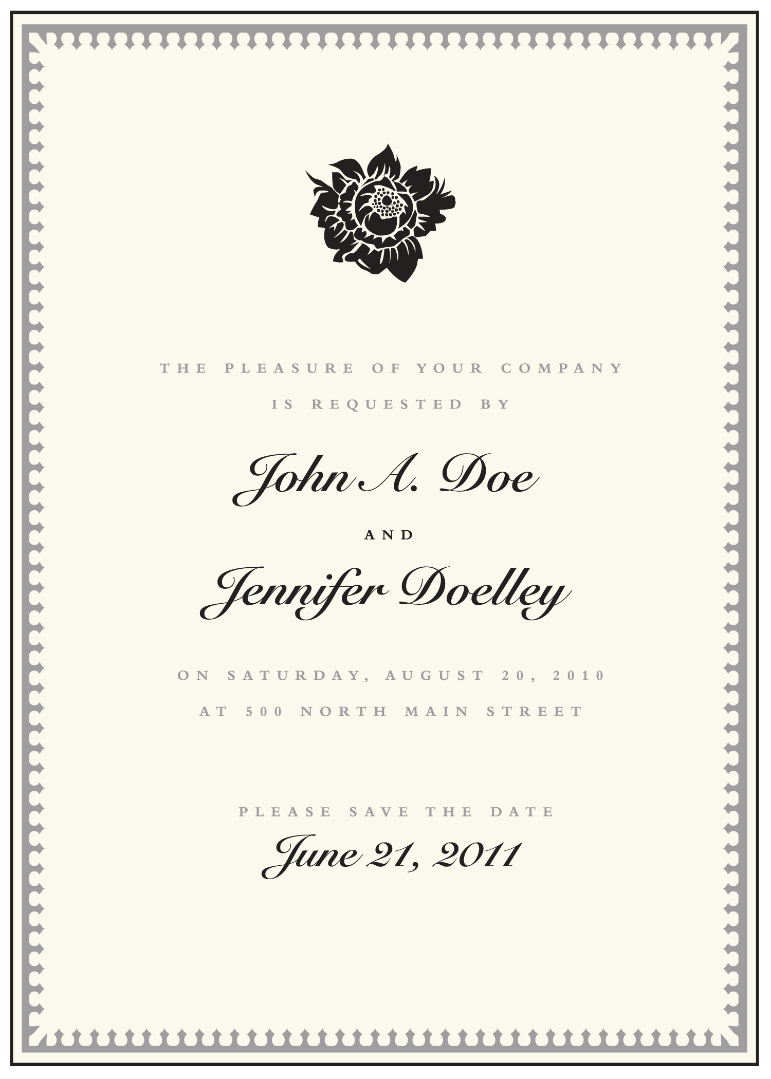 THE PLEASURE OF YOUR COMPANY
IS REQUESTED BY
John A. Doe
AND
Jennifer Doelley
ON SATURDAY, AUGUST 20, 2010
AT 500 NORTH MAIN STREET
PLEASE SAVE THE DATE
June 21, 2011